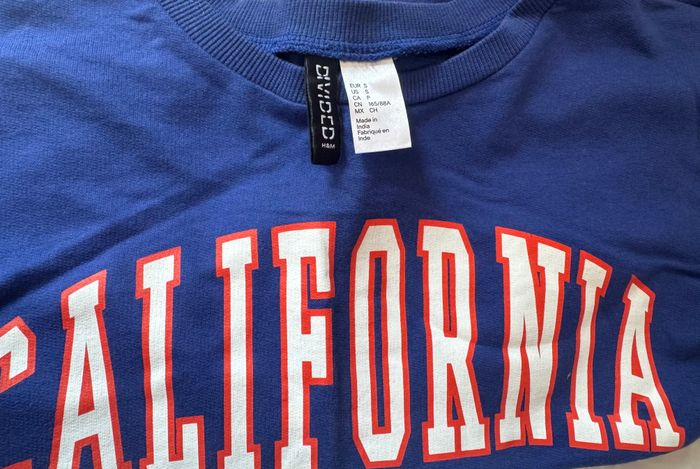 DIVIDED
H&M
EUR S
US S
CA P
CN 165/88A
MX CH
Made in
India
Fabriqué en
Inde
CALIFORNIA